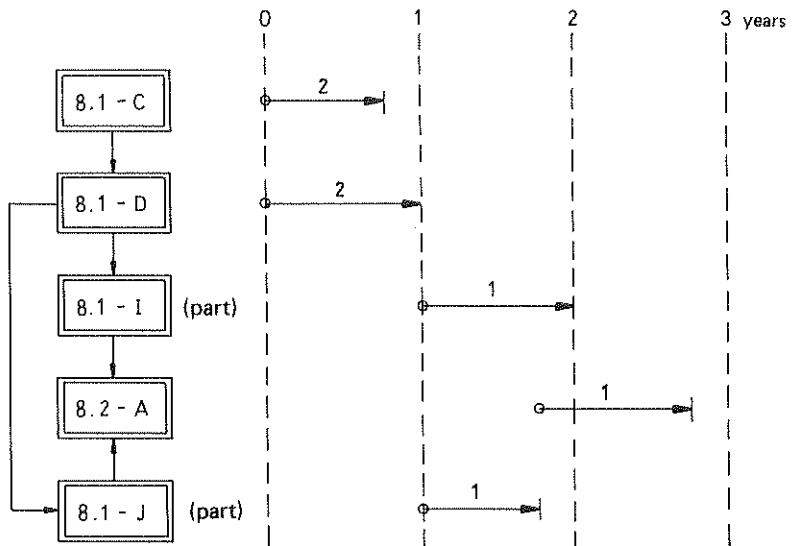 0 1 2 3 years
8.1 - C 2
8.1 - D 2
8.1 - I (part) 1
8.2 - A 1
8.1 - J (part) 1